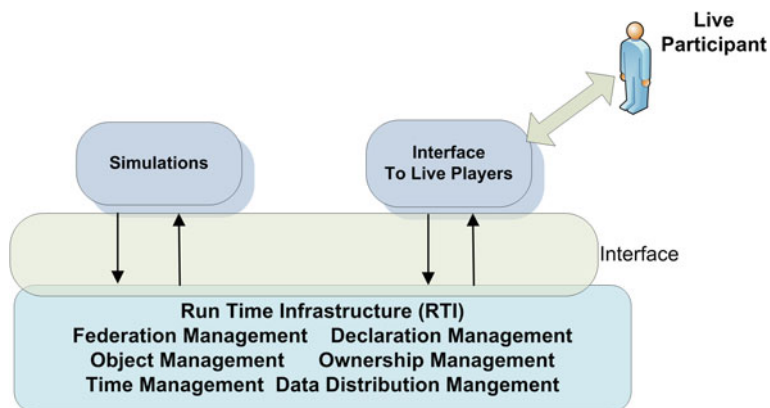 Live
Participant
Simulations
Interface
To Live Players
Interface
Run Time Infrastructure (RTI)
Federation Management Declaration Management
Object Management Ownership Management
Time Management Data Distribution Mangement